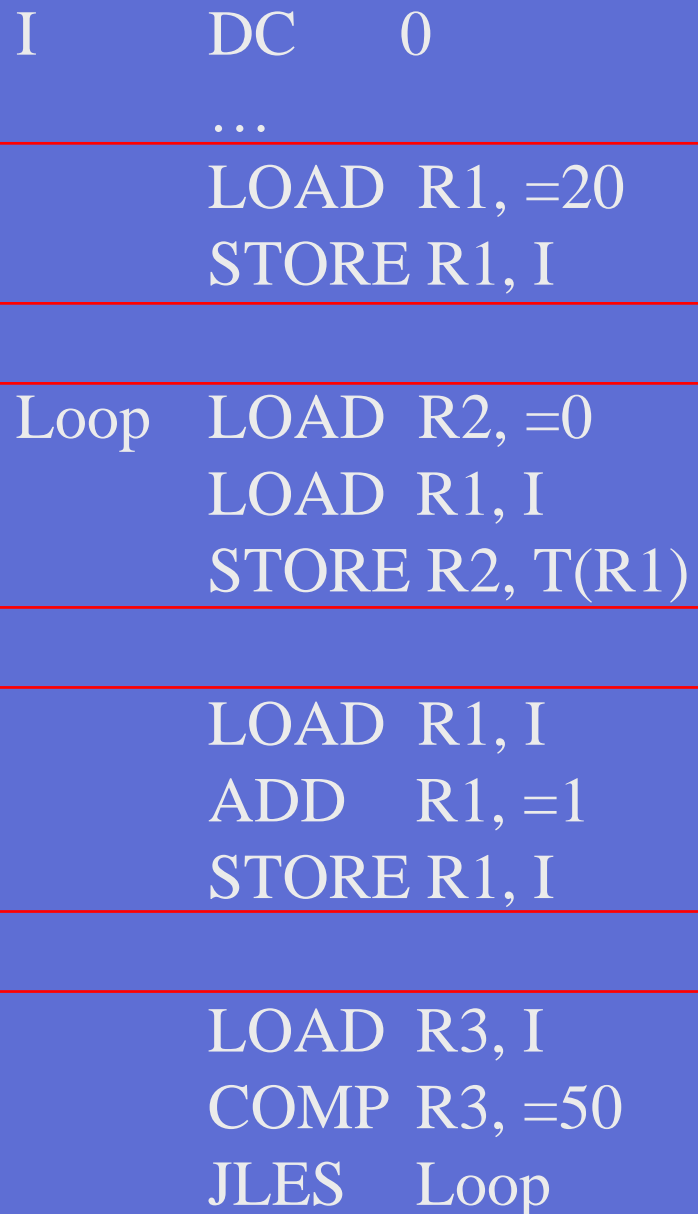 I DC 0
…
LOAD R1, =20
STORE R1, I
Loop LOAD R2, =0
LOAD R1, I
STORE R2, T(R1)
LOAD R1, I
ADD R1, =1
STORE R1, I
LOAD R3, I
COMP R3, =50
JLES Loop